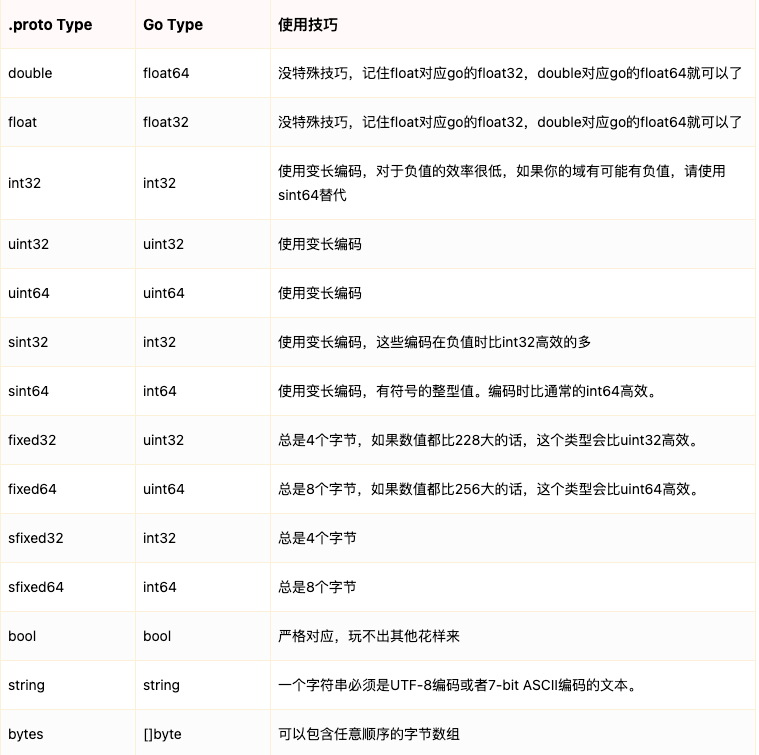 .proto Type Go Type 使用技巧
double float64 没特殊技巧，记住float对应go的float32，double对应go的float64就可以了
float float32 没特殊技巧，记住float对应go的float32，double对应go的float64就可以了
int32 int32 使用变长编码，对于负值的效率很低，如果你的域有可能有负值，请使用
sint64替代
uint32 uint32 使用变长编码
uint64 uint64 使用变长编码
sint32 int32 使用变长编码，这些编码在负值时比int32高效的多
sint64 int64 使用变长编码，有符号的整型值。编码时比通常的int64高效。
fixed32 uint32 总是4个字节，如果数值都比228大的话，这个类型会比uint32高效。
fixed64 uint64 总是8个字节，如果数值都比256大的话，这个类型会比uint64高效。
sfixed32 int32 总是4个字节
sfixed64 int64 总是8个字节
bool bool 严格对应，玩不出其他花样来
string string 一个字符串必须是UTF-8编码或者7-bit ASCII编码的文本。
bytes []byte 可以包含任意顺序的字节数组